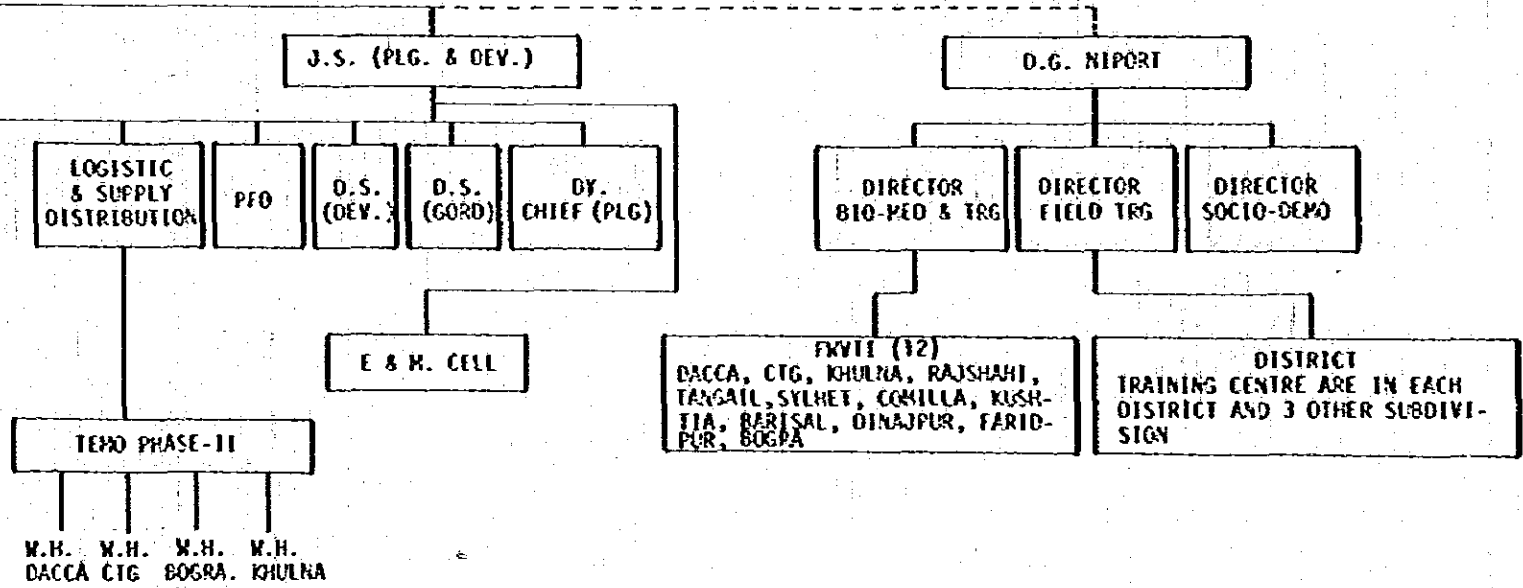 J.S. (PLG. & DEV.)
D.G. NIPORT
LOGISTIC
& SUPPLY
DISTRIBUTION
PFO
D.S.
(DEV.)
D.S.
(CORD)
DY.
CHIEF (PLG)
DIRECTOR
BIO-MED & TRG
DIRECTOR
FIELD TRG
DIRECTOR
SOCIO-DEMO
E & M. CELL
FWVTI (12)
DACCA, CTG, KHULNA, RAJSHAHI,
TANGAIL, SYLHET, COMILLA, KUSH-
TIA, BARISAL, DINAJPUR, FARID-
PUR, BOGRA
DISTRICT
TRAINING CENTRE ARE IN EACH
DISTRICT AND 3 OTHER SUBDIVI-
SION
TEMO PHASE-II
W.H. W.H. W.H. W.H.
DACCA CTG BOGRA. KHULNA